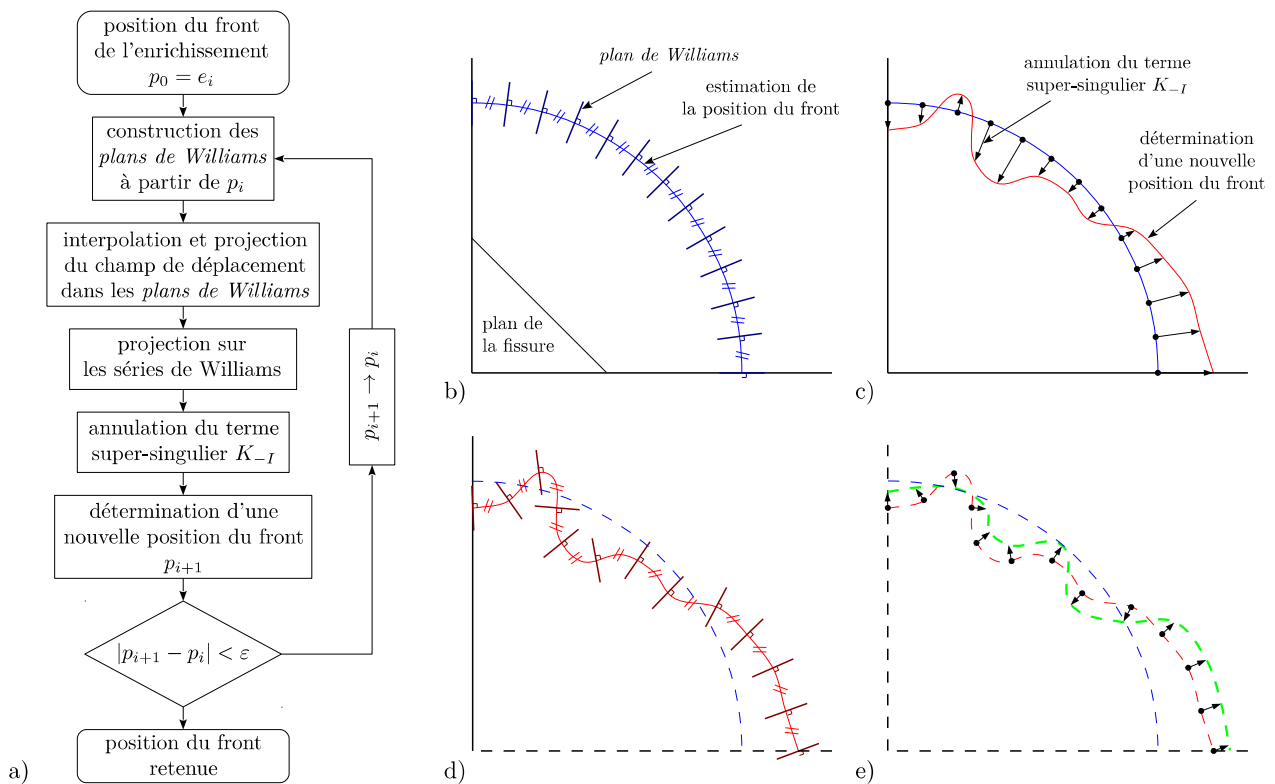 position du front
de l'enrichissement
p₀ = eᵢ
construction des
plans de Williams
à partir de pᵢ
interpolation et projection
du champ de déplacement
dans les plans de Williams
projection sur
les séries de Williams
annulation du terme
super-singulier K₋I
détermination d'une
nouvelle position du front
pᵢ₊₁
|pᵢ₊₁ − pᵢ| < ε
position du front
retenue
pᵢ₊₁ → pᵢ
a)
plan de Williams
estimation de
la position du front
plan de
la fissure
b)
annulation du terme
super-singulier K₋I
détermination
d'une nouvelle
position du front
c)
d)
e)